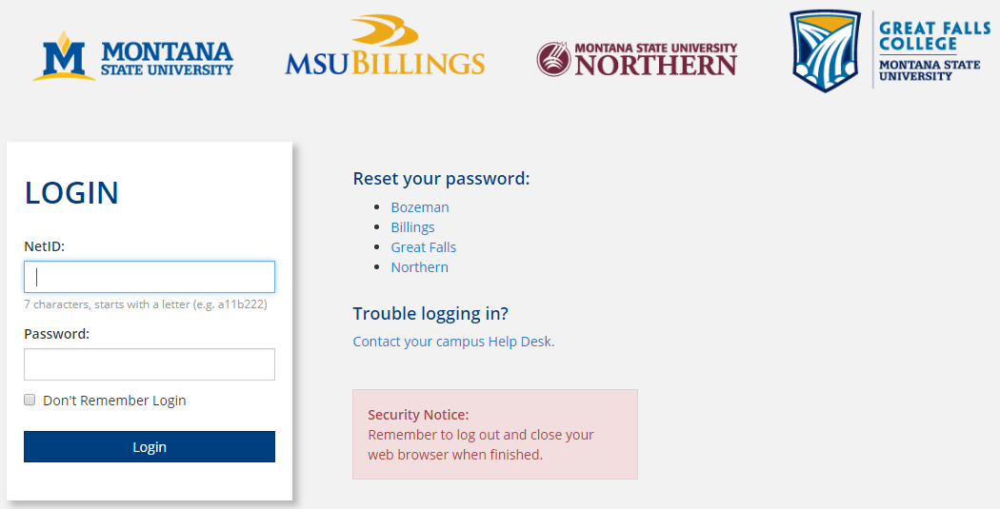 M MONTANA
STATE UNIVERSITY
MSUBILLINGS
MONTANA STATE UNIVERSITY
NORTHERN
GREAT FALLS
COLLEGE
MONTANA STATE
UNIVERSITY
LOGIN
NetID:
7 characters, starts with a letter (e.g. a11b222)
Password:
Don't Remember Login
Login
Reset your password:
Bozeman
Billings
Great Falls
Northern
Trouble logging in?
Contact your campus Help Desk.
Security Notice:
Remember to log out and close your
web browser when finished.